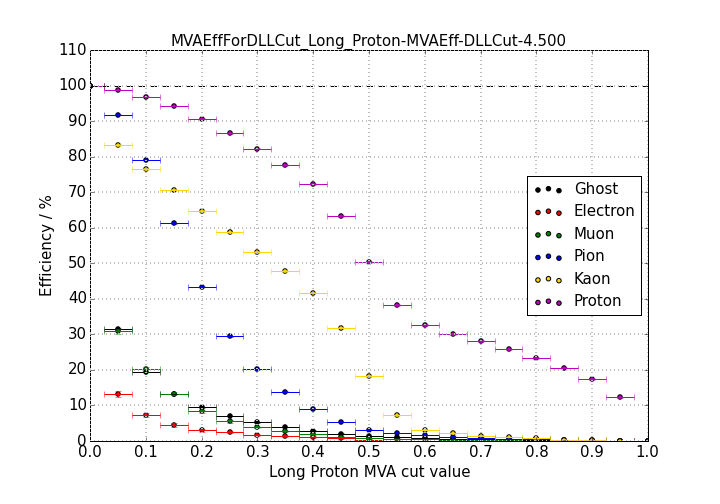 MVAEffForDLLCut_Long_Proton-MVAEff-DLLCut-4.500
110
100
90
80
70
60
50
40
30
20
10
0
Efficiency / %
Ghost
Electron
Muon
Pion
Kaon
Proton
0.0 0.1 0.2 0.3 0.4 0.5 0.6 0.7 0.8 0.9 1.0
Long Proton MVA cut value